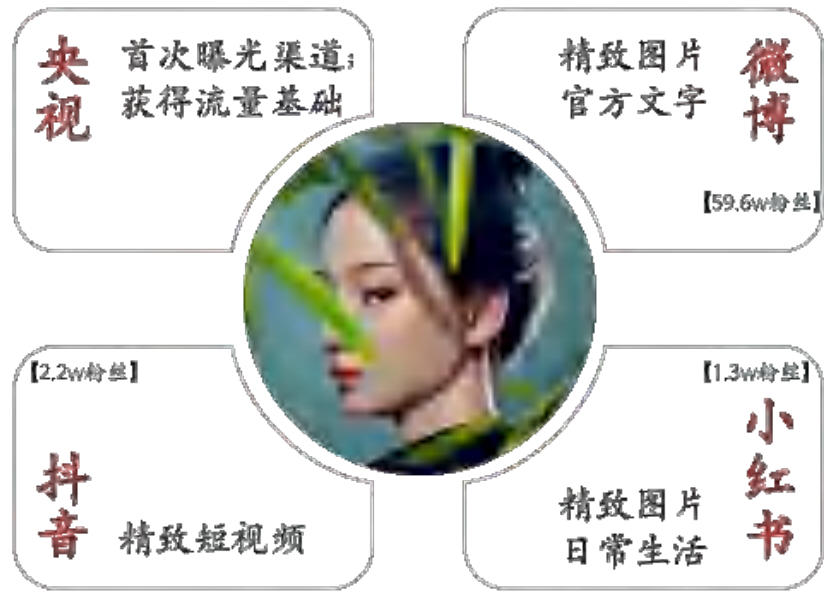 央视
首次曝光渠道；
获得流量基础
精致图片
官方文字
微博
【59.6w粉丝】
【2.2w粉丝】
抖音
精致短视频
【1.3w粉丝】
小红书
精致图片
日常生活